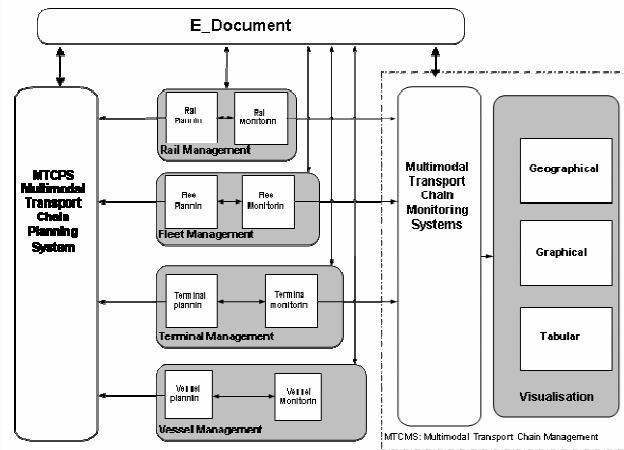 E_Document
MTCPS
Multimodal
Transport
Chain
Planning
System
Rail
Plannin
Rail
Monitorin
Rail Management
Flee
Plannin
Flee
Monitorin
Fleet Management
Terminal
plannin
Termina
monitorin
Terminal Management
Vessel
plannin
Vessel
Monitorin
Vessel Management
Multimodal
Transport
Chain
Monitoring
Systems
Geographical
Graphical
Tabular
Visualisation
MTCMS: Multimodal Transport Chain Management